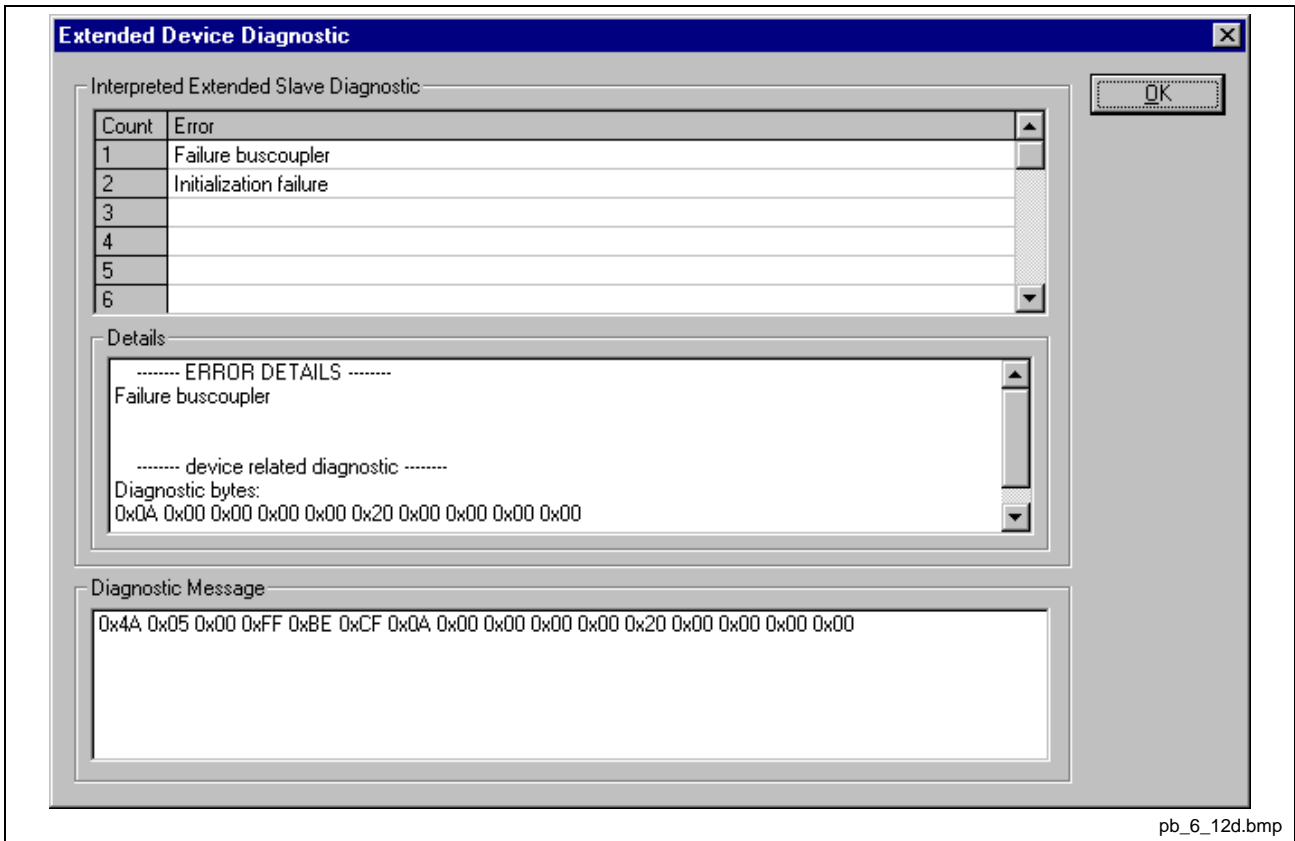 Extended Device Diagnostic
Interpreted Extended Slave Diagnostic
OK
Count Error
1 Failure buscoupler
2 Initialization failure
3
4
5
6
Details
-------- ERROR DETAILS --------
Failure buscoupler
-------- device related diagnostic --------
Diagnostic bytes:
0x0A 0x00 0x00 0x00 0x00 0x20 0x00 0x00 0x00 0x00
Diagnostic Message
0x4A 0x05 0x00 0xFF 0xBE 0xCF 0x0A 0x00 0x00 0x00 0x00 0x20 0x00 0x00 0x00 0x00
pb_6_12d.bmp